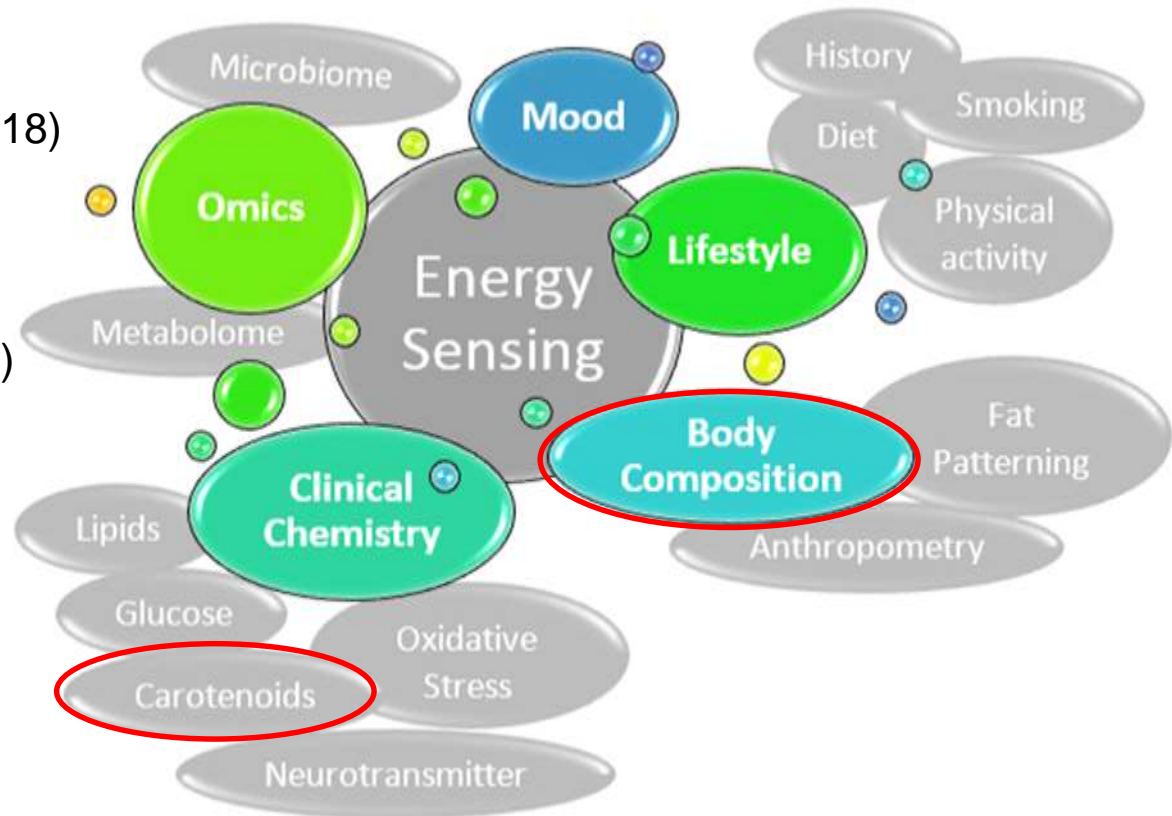 18)
)
Microbiome
Omics
Metabolome
Mood
Energy
Sensing
History
Smoking
Diet
Physical
activity
Lifestyle
Body
Composition
Fat
Patterning
Anthropometry
Clinical
Chemistry
Lipids
Glucose
Carotenoids
Oxidative
Stress
Neurotransmitter